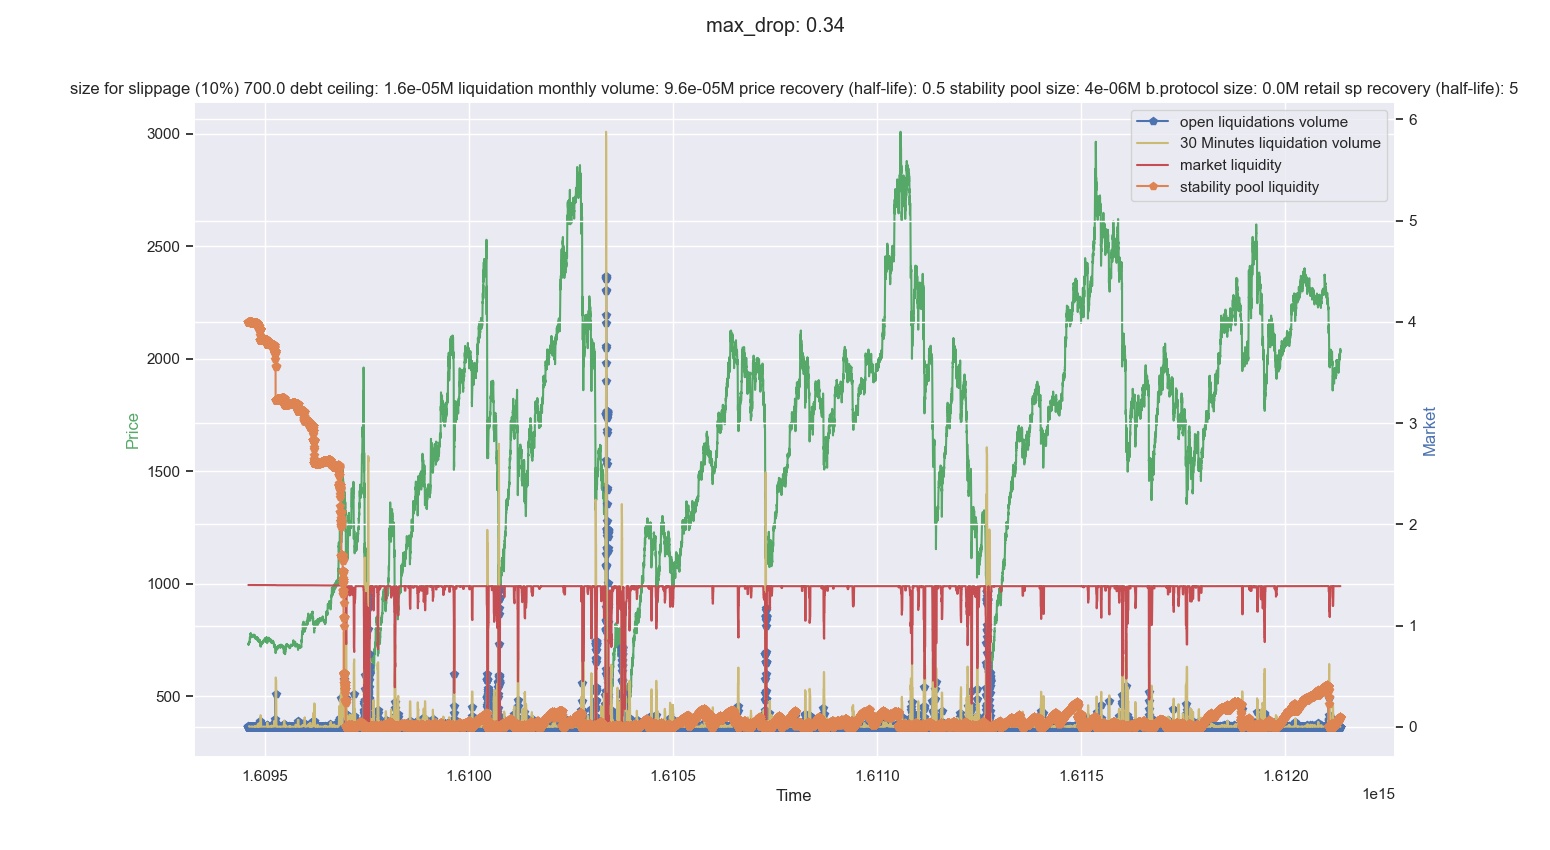 max_drop: 0.34
size for slippage (10%) 700.0 debt ceiling: 1.6e-05M liquidation monthly volume: 9.6e-05M price recovery (half-life): 0.5 stability pool size: 4e-06M b.protocol size: 0.0M retail sp recovery (half-life): 5
open liquidations volume
30 Minutes liquidation volume
market liquidity
stability pool liquidity
3000
2500
2000
1500
1000
500
Price
6
5
4
3
2
1
0
Market
1.6095
1.6100
1.6105
1.6110
1.6115
1.6120
1e15
Time